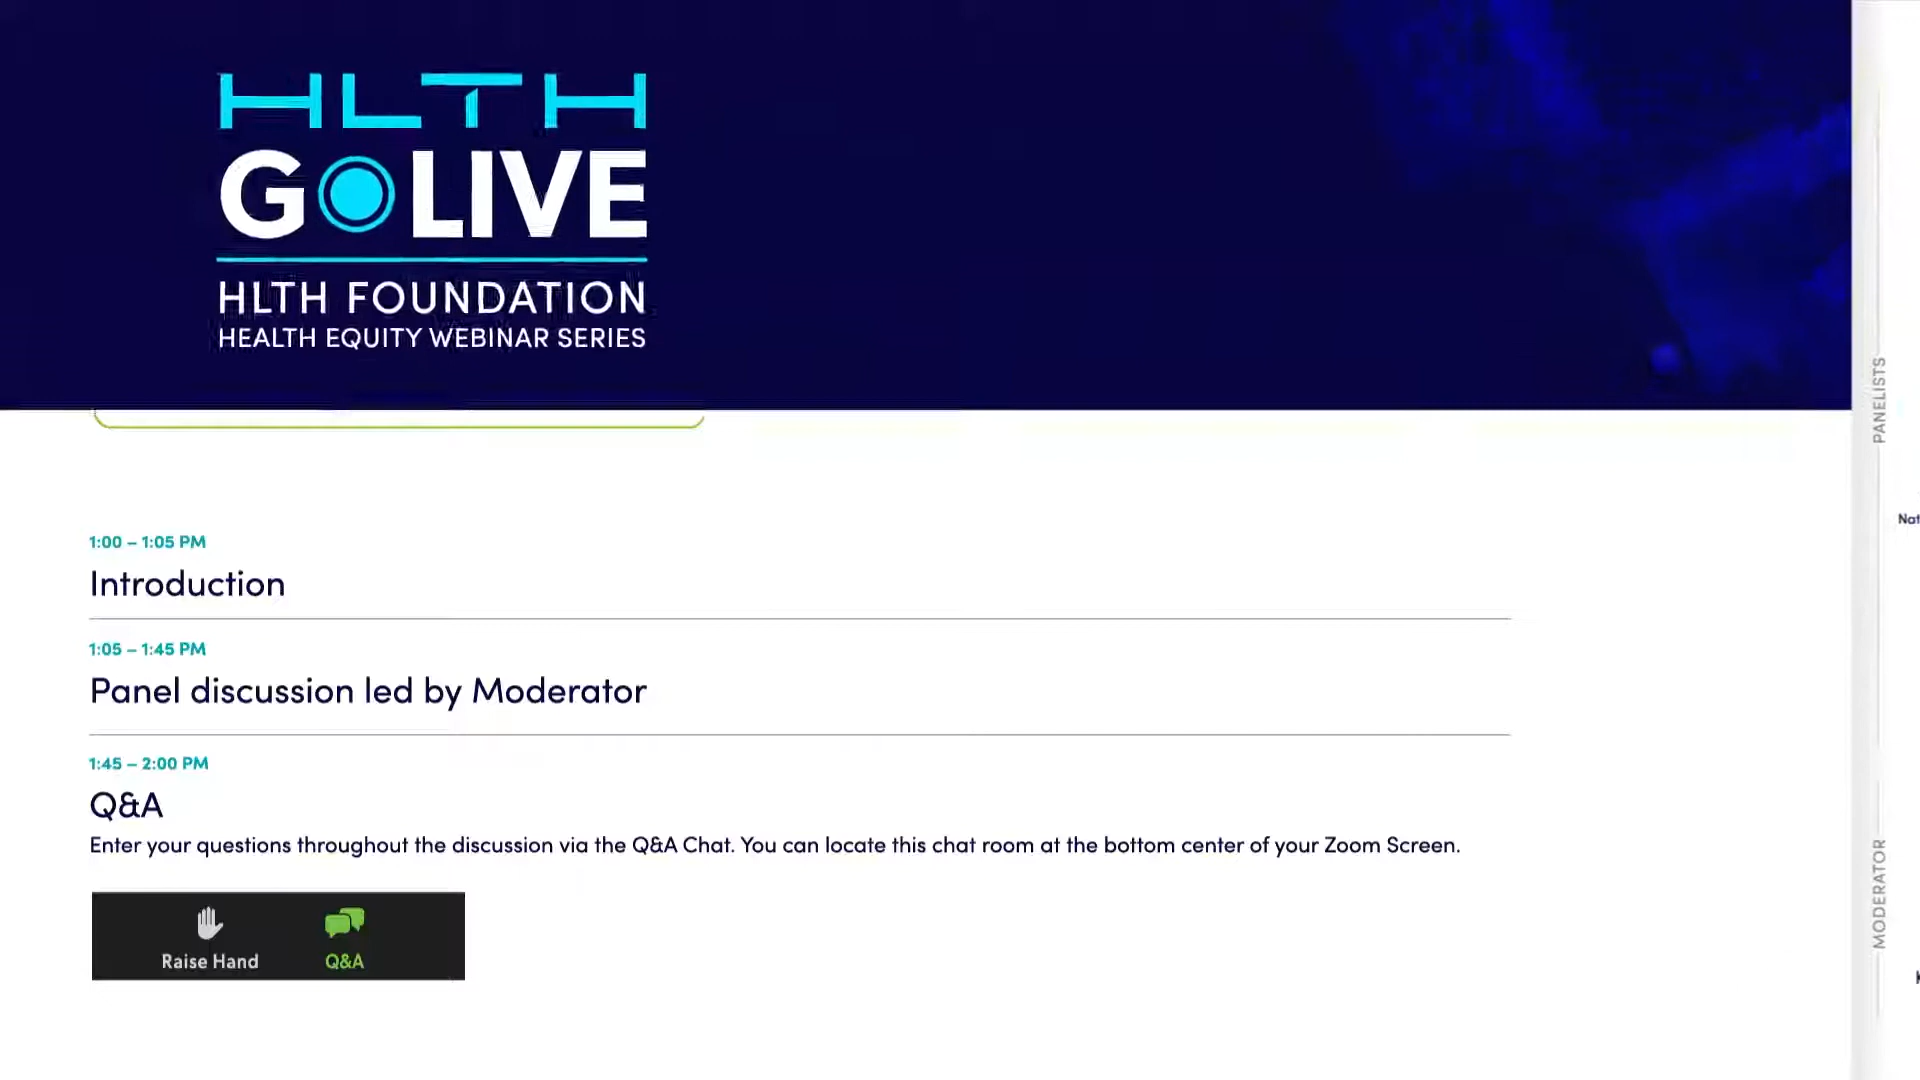 HLTH
GOLIVE
HLTH FOUNDATION
HEALTH EQUITY WEBINAR SERIES
1:00 – 1:05 PM
Introduction
1:05 – 1:45 PM
Panel discussion led by Moderator
1:45 – 2:00 PM
Q&A
Enter your questions throughout the discussion via the Q&A Chat. You can locate this chat room at the bottom center of your Zoom Screen.
Raise Hand
Q&A
PANELISTS
MODERATOR